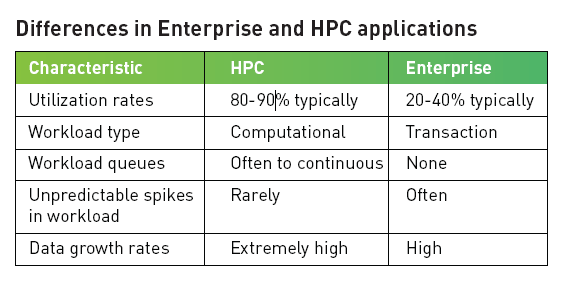 Differences in Enterprise and HPC applications
Characteristic HPC Enterprise
Utilization rates 80-90% typically 20-40% typically
Workload type Computational Transaction
Workload queues Often to continuous None
Unpredictable spikes Rarely Often
in workload
Data growth rates Extremely high High